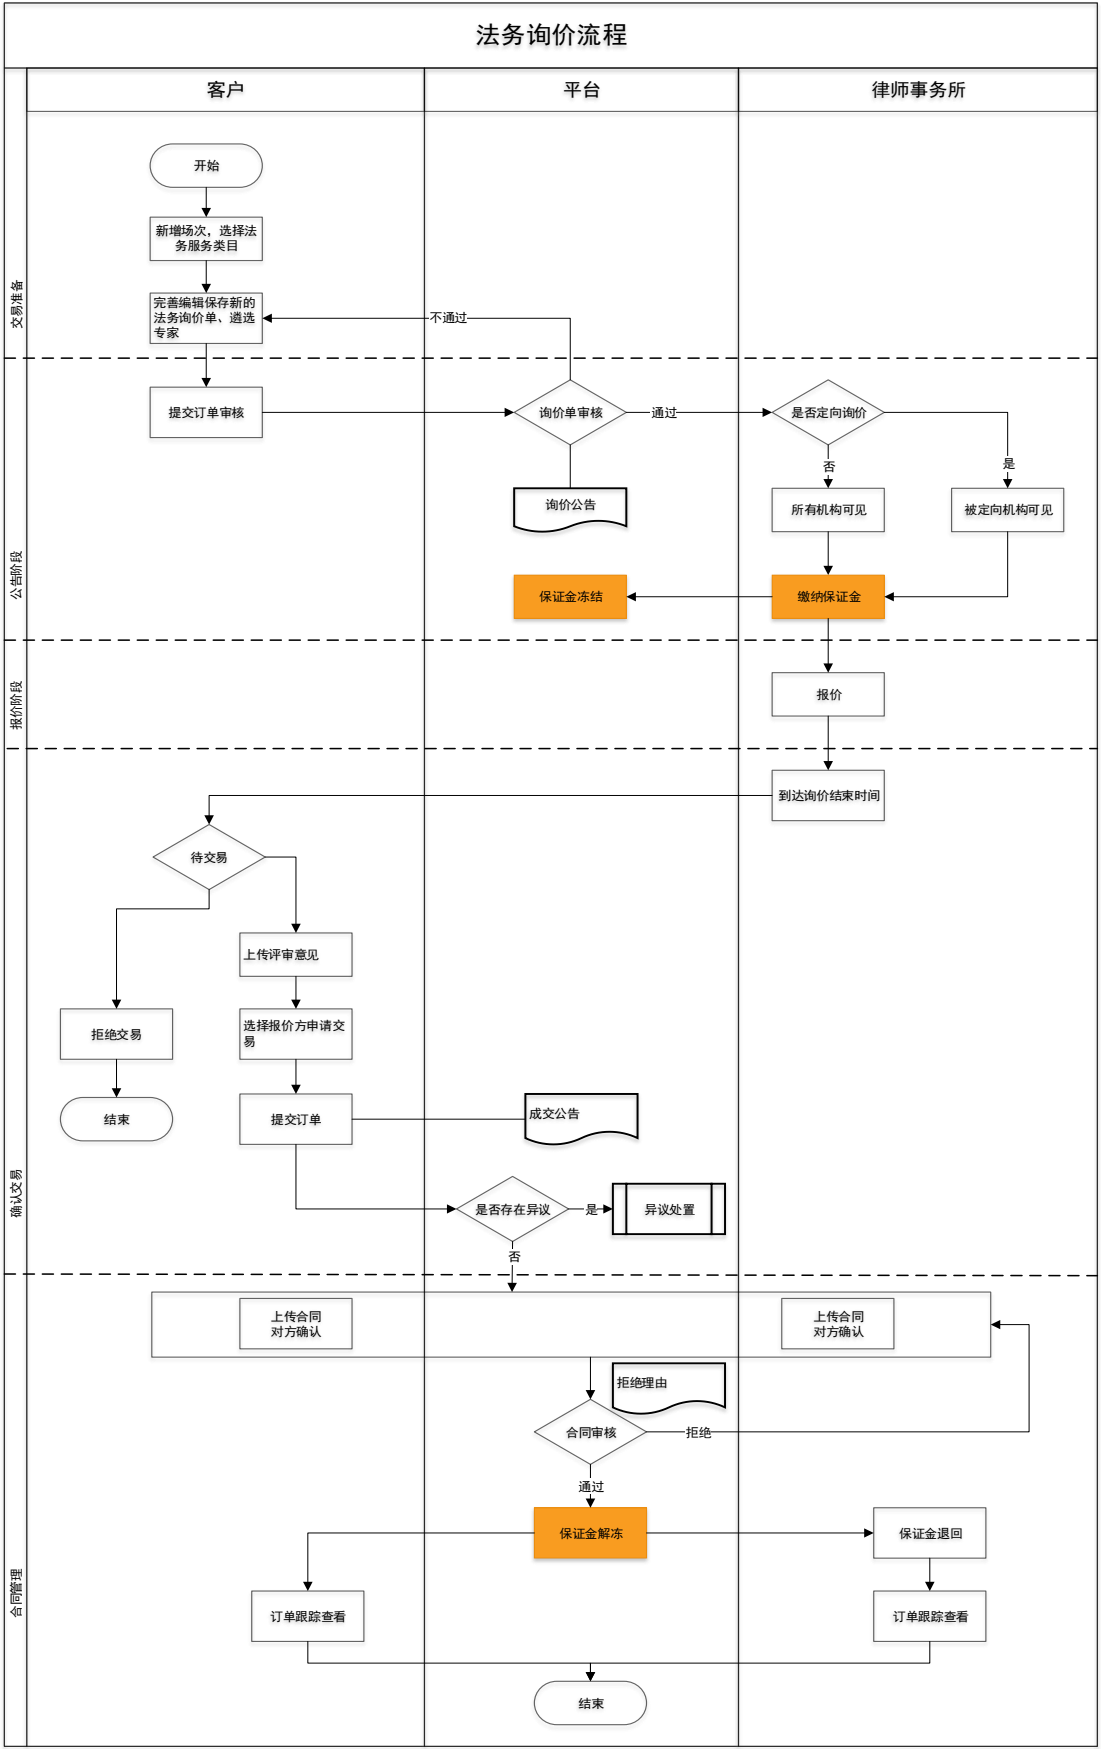 法务询价流程
客户
平台
律师事务所
交易准备
开始
新增场次，选择法
务服务类目
完善编辑保存新的
法务询价单、遴选
专家
不通过
公告阶段
提交订单审核
询价单审核
通过
是否定向询价
否
是
询价公告
所有机构可见
被定向机构可见
保证金冻结
缴纳保证金
报价阶段
报价
确认交易
到达询价结束时间
待交易
上传评审意见
拒绝交易
选择报价方申请交
易
结束
提交订单
成交公告
是否存在异议
是
异议处置
否
合同管理
上传合同
对方确认
上传合同
对方确认
拒绝理由
合同审核
拒绝
通过
保证金解冻
保证金退回
订单跟踪查看
订单跟踪查看
结束